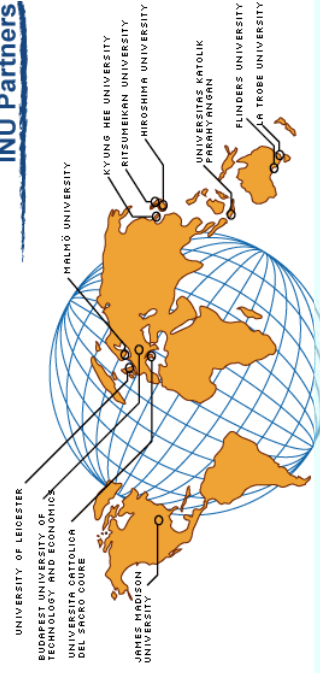 INU Partners
UNIVERSITY OF LEICESTER
BUDAPEST UNIVERSITY OF
TECHNOLOGY AND ECONOMICS
UNIVERSITA CATTOLICA
DEL SACRO COURE
JAMES MADISON
UNIVERSITY
MALMÖ UNIVERSITY
KYUNG HEE UNIVERSITY
RITSUMEIKAN UNIVERSITY
HIROSHIMA UNIVERSITY
UNIVERSITAS KATOLIK
PARAHYANGAN
FLINDERS UNIVERSITY
LA TROBE UNIVERSITY